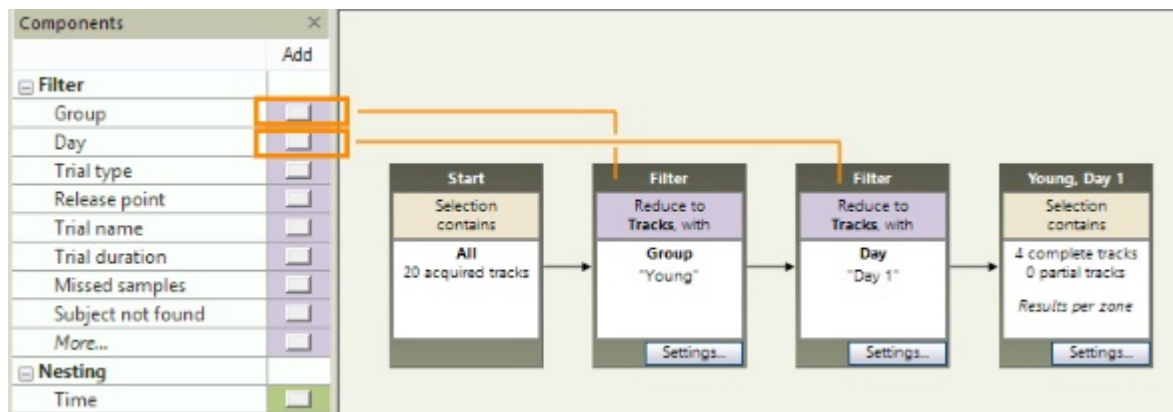 Components
Add
Filter
Group
Day
Trial type
Release point
Trial name
Trial duration
Missed samples
Subject not found
More...
Nesting
Time
Start
Selection
contains
All
20 acquired tracks
Filter
Reduce to
Tracks, with
Group
"Young"
Settings...
Filter
Reduce to
Tracks, with
Day
"Day 1"
Settings...
Young, Day 1
Selection
contains
4 complete tracks
0 partial tracks
Results per zone
Settings...